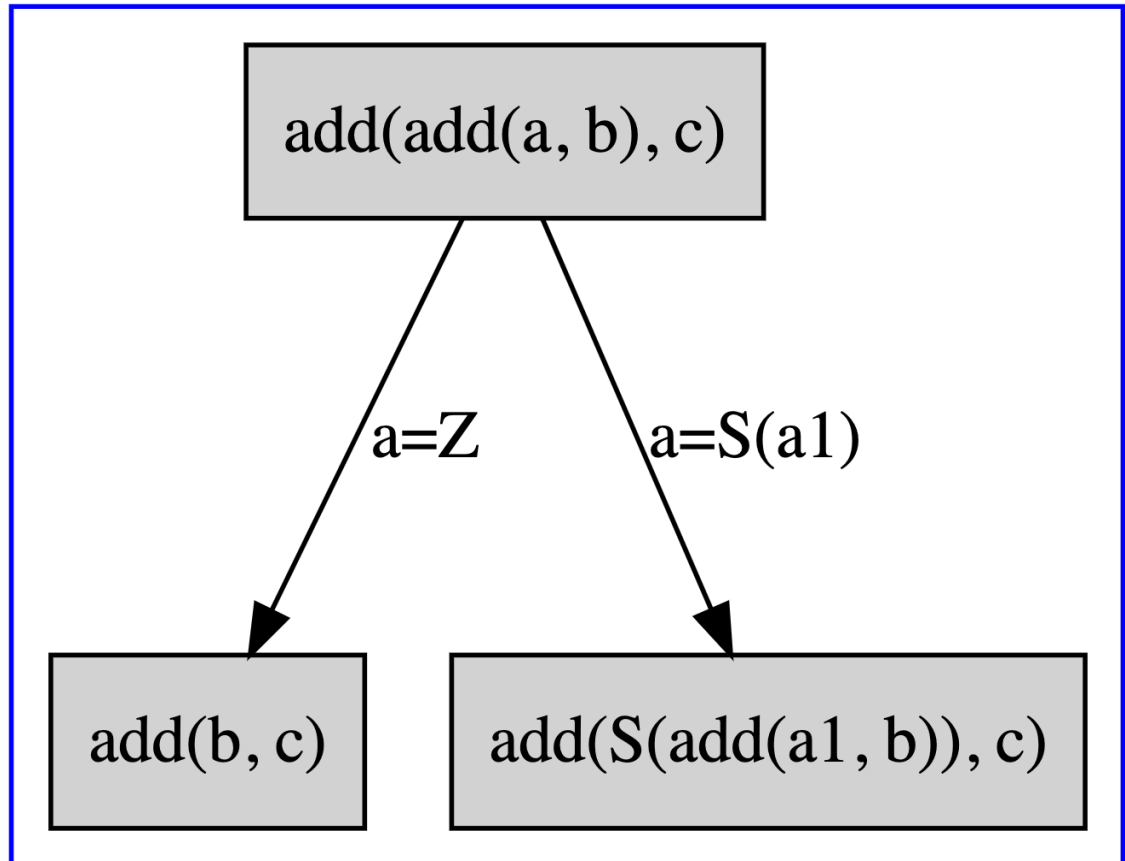 add(add(a, b), c)
a=Z
a=S(a1)
add(b, c)
add(S(add(a1, b)), c)